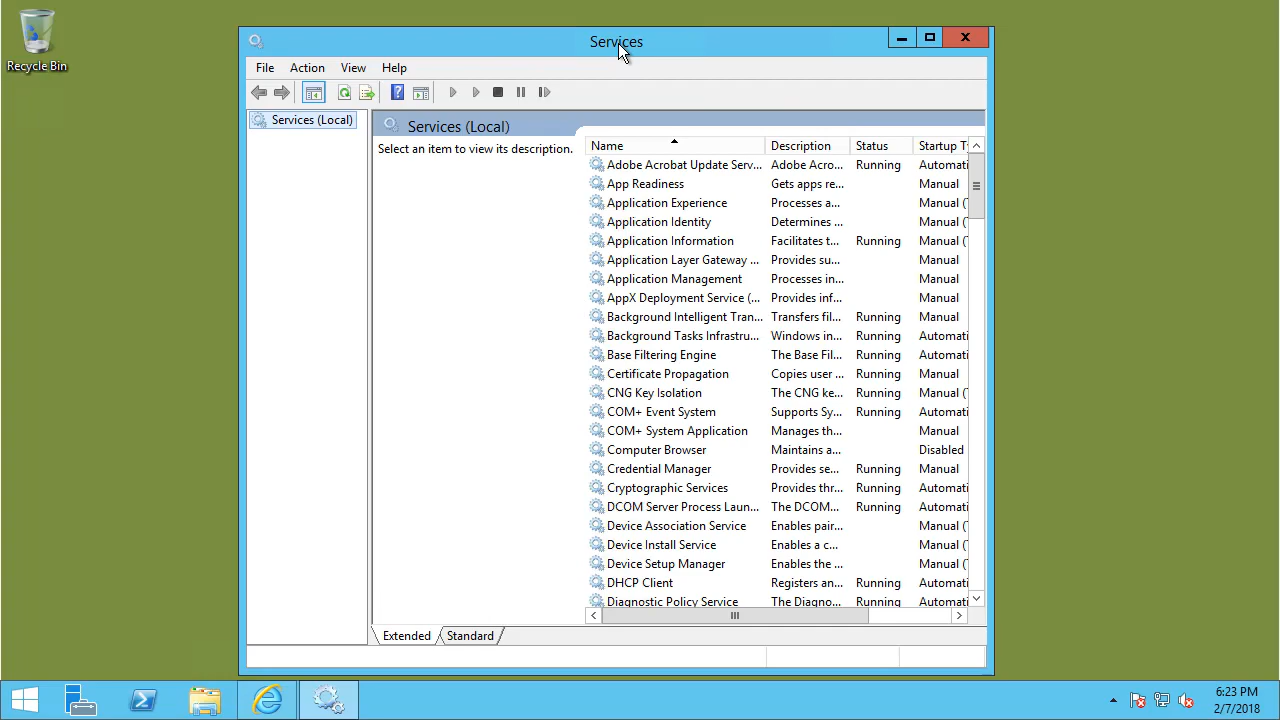 Recycle Bin
Services
File Action View Help
Services (Local)
Services (Local)
Select an item to view its description.
Name Description Status Startup T
Adobe Acrobat Update Serv... Adobe Acro... Running Automati
App Readiness Gets apps re... Manual
Application Experience Processes a... Manual (T
Application Identity Determines ... Manual (T
Application Information Facilitates t... Running Manual (T
Application Layer Gateway ... Provides su... Manual
Application Management Processes in... Manual
AppX Deployment Service (... Provides inf... Manual
Background Intelligent Tran... Transfers fil... Running Manual
Background Tasks Infrastru... Windows in... Running Automati
Base Filtering Engine The Base Fil... Running Automati
Certificate Propagation Copies user ... Running Manual
CNG Key Isolation The CNG ke... Running Manual (T
COM+ Event System Supports Sy... Running Automati
COM+ System Application Manages th... Manual
Computer Browser Maintains a... Disabled
Credential Manager Provides se... Running Manual
Cryptographic Services Provides thr... Running Automati
DCOM Server Process Laun... The DCOM... Running Automati
Device Association Service Enables pair... Manual (T
Device Install Service Enables a c... Manual (T
Device Setup Manager Enables the ... Manual (T
DHCP Client Registers an... Running Automati
Diagnostic Policy Service The Diagno... Running Automati
Extended Standard
6:23 PM
2/7/2018